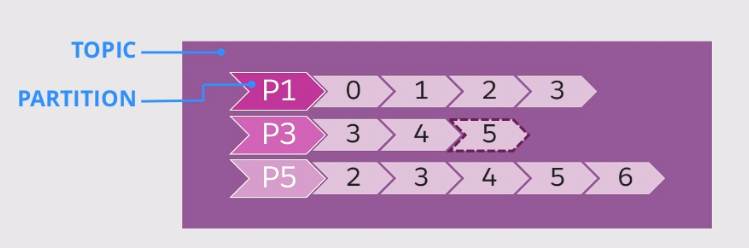 TOPIC
PARTITION
P1 0 1 2 3
P3 3 4 5
P5 2 3 4 5 6